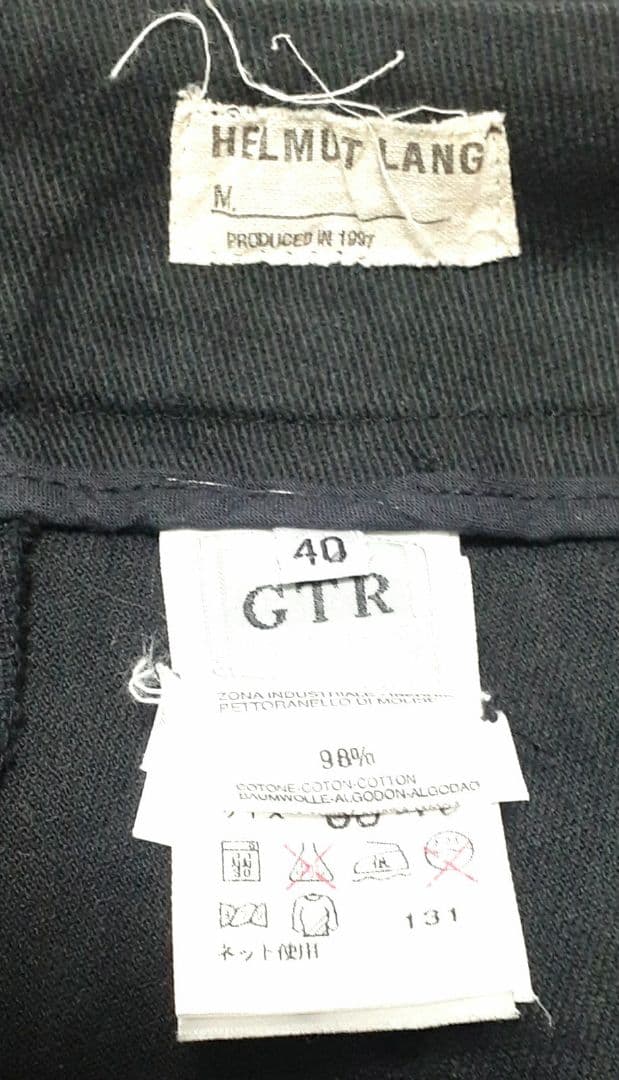 HELMUT LANG
M.
PRODUCED IN 1997
40
GTR
ZONA INDUSTRIALE
PETTORANELLO DI MOLISE
98%
COTONE-COTON-COTTON
BAUMWOLLE-ALGODON-ALGODAO
131
ネット使用